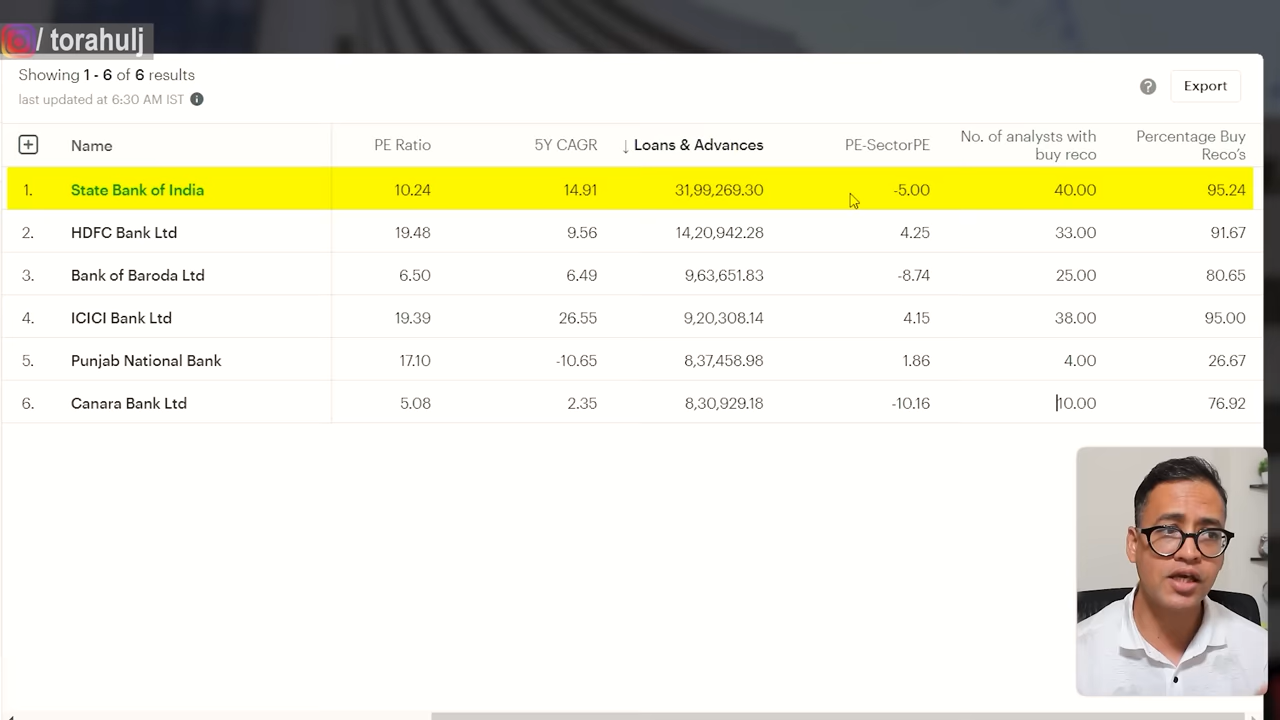 / torahulj
Showing 1 - 6 of 6 results
last updated at 6:30 AM IST
Export
Name PE Ratio 5Y CAGR ↓ Loans & Advances PE-SectorPE No. of analysts with buy reco Percentage Buy Reco's
1. State Bank of India 10.24 14.91 31,99,269.30 -5.00 40.00 95.24
2. HDFC Bank Ltd 19.48 9.56 14,20,942.28 4.25 33.00 91.67
3. Bank of Baroda Ltd 6.50 6.49 9,63,651.83 -8.74 25.00 80.65
4. ICICI Bank Ltd 19.39 26.55 9,20,308.14 4.15 38.00 95.00
5. Punjab National Bank 17.10 -10.65 8,37,458.98 1.86 4.00 26.67
6. Canara Bank Ltd 5.08 2.35 8,30,929.18 -10.16 10.00 76.92